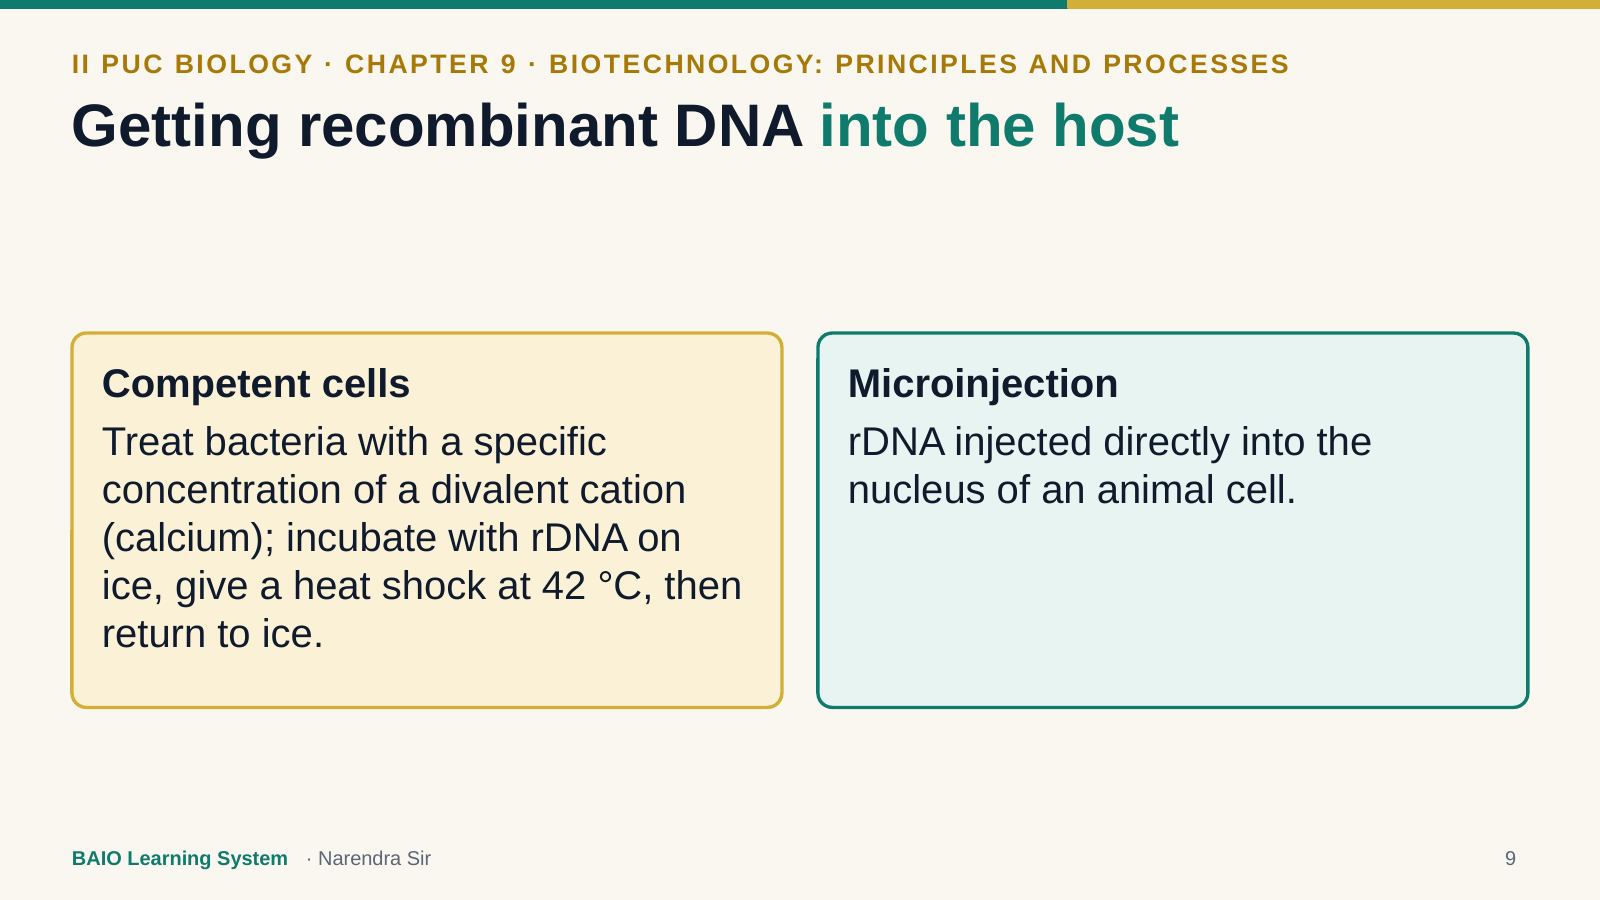 II PUC BIOLOGY · CHAPTER 9 · BIOTECHNOLOGY: PRINCIPLES AND PROCESSES
Getting recombinant DNA into the host
Competent cells
Treat bacteria with a specific
concentration of a divalent cation
(calcium); incubate with rDNA on
ice, give a heat shock at 42 °C, then
return to ice.
Microinjection
rDNA injected directly into the
nucleus of an animal cell.
BAIO Learning System · Narendra Sir
9